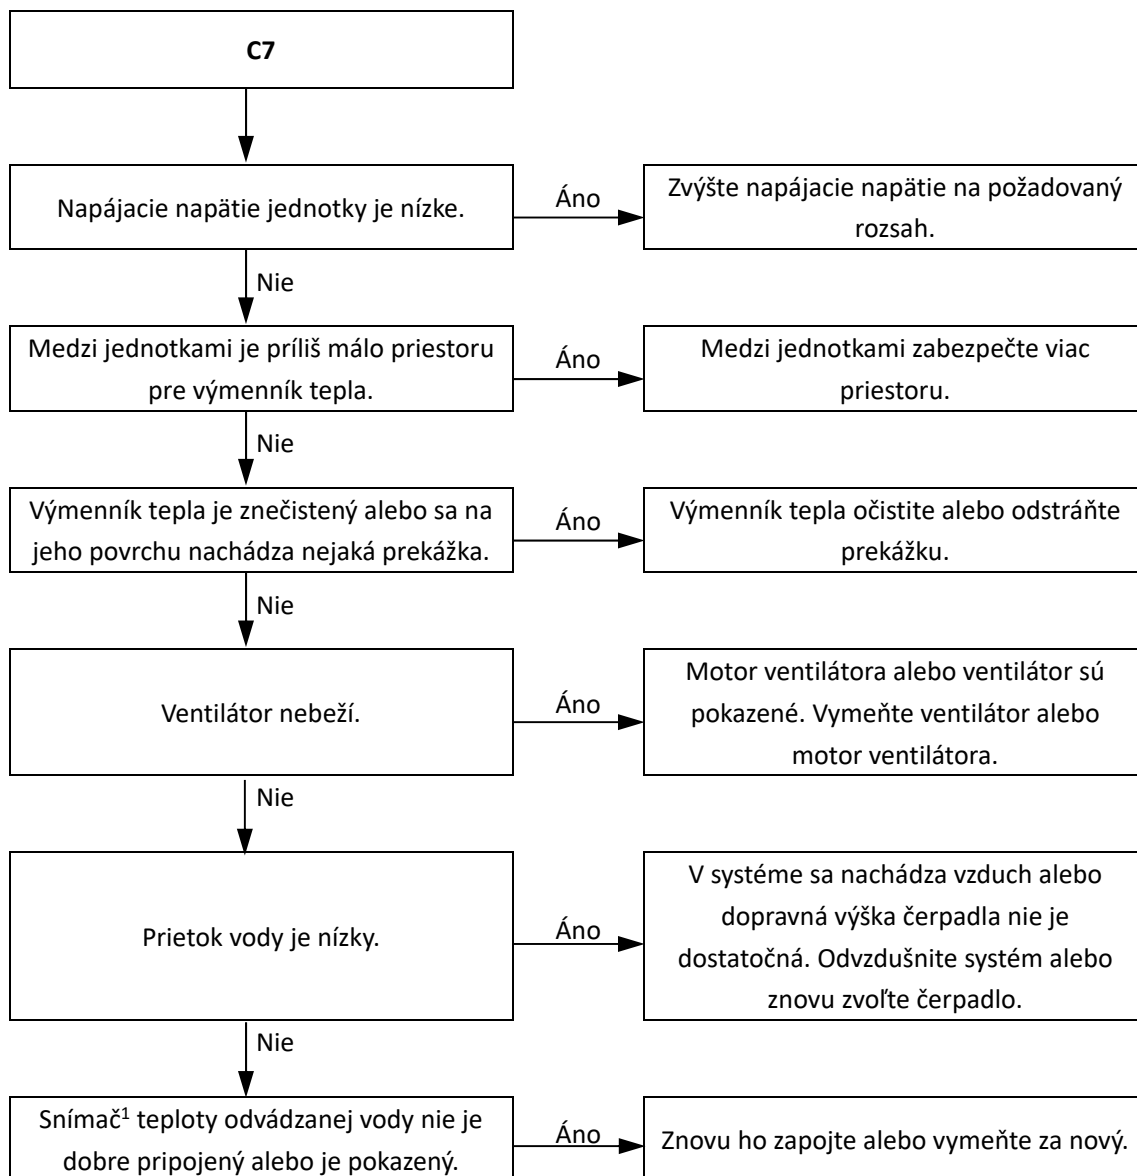 C7
Napájacie napätie jednotky je nízke.
Áno
Zvýšte napájacie napätie na požadovaný
rozsah.
Nie
Medzi jednotkami je príliš málo priestoru
pre výmenník tepla.
Áno
Medzi jednotkami zabezpečte viac
priestoru.
Nie
Výmenník tepla je znečistený alebo sa na
jeho povrchu nachádza nejaká prekážka.
Áno
Výmenník tepla očistite alebo odstráňte
prekážku.
Nie
Ventilátor nebeží.
Áno
Motor ventilátora alebo ventilátor sú
pokazené. Vymeňte ventilátor alebo
motor ventilátora.
Nie
Prietok vody je nízky.
Áno
V systéme sa nachádza vzduch alebo
dopravná výška čerpadla nie je
dostatočná. Odvzdušnite systém alebo
znovu zvoľte čerpadlo.
Nie
Snímač¹ teploty odvádzanej vody nie je
dobre pripojený alebo je pokazený.
Áno
Znovu ho zapojte alebo vymeňte za nový.